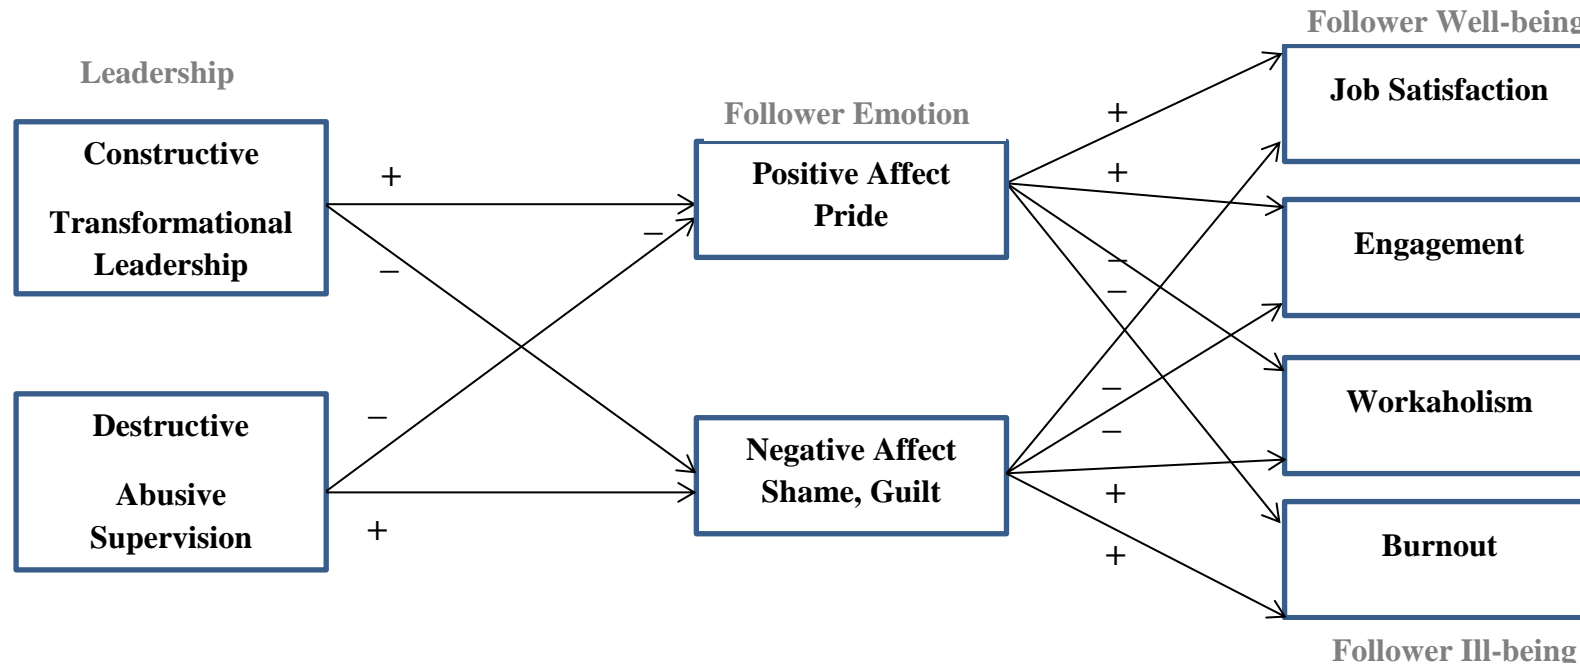 Follower Well-being
Leadership
Job Satisfaction
Follower Emotion
+
Constructive
+
+
Positive Affect
Pride
Transformational
Leadership
−
−
Engagement
−
−
−
Workaholism
Destructive
−
−
Negative Affect
Shame, Guilt
Abusive
Supervision
+
+
+
Burnout
Follower Ill-being